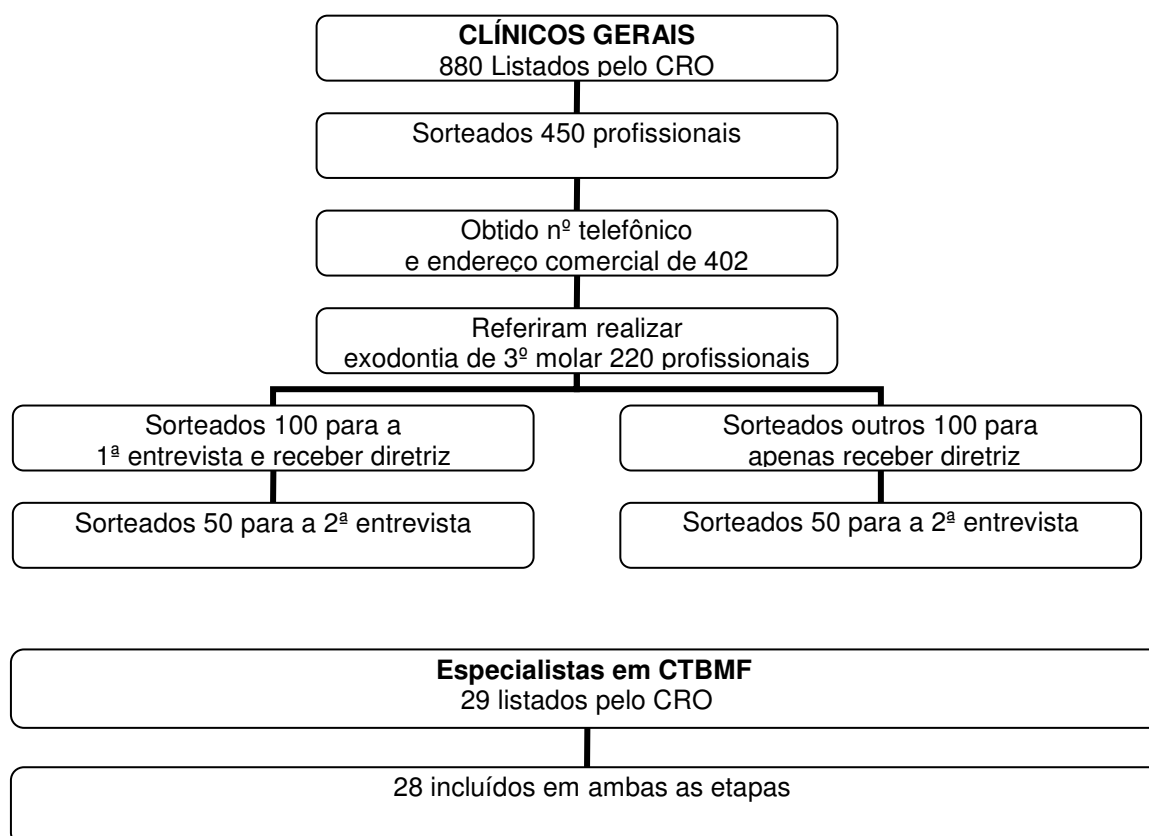 CLÍNICOS GERAIS
880 Listados pelo CRO
Sorteados 450 profissionais
Obtido nº telefônico
e endereço comercial de 402
Referiram realizar
exodontia de 3º molar 220 profissionais
Sorteados 100 para a
1ª entrevista e receber diretriz
Sorteados outros 100 para
apenas receber diretriz
Sorteados 50 para a 2ª entrevista
Sorteados 50 para a 2ª entrevista
Especialistas em CTBMF
29 listados pelo CRO
28 incluídos em ambas as etapas